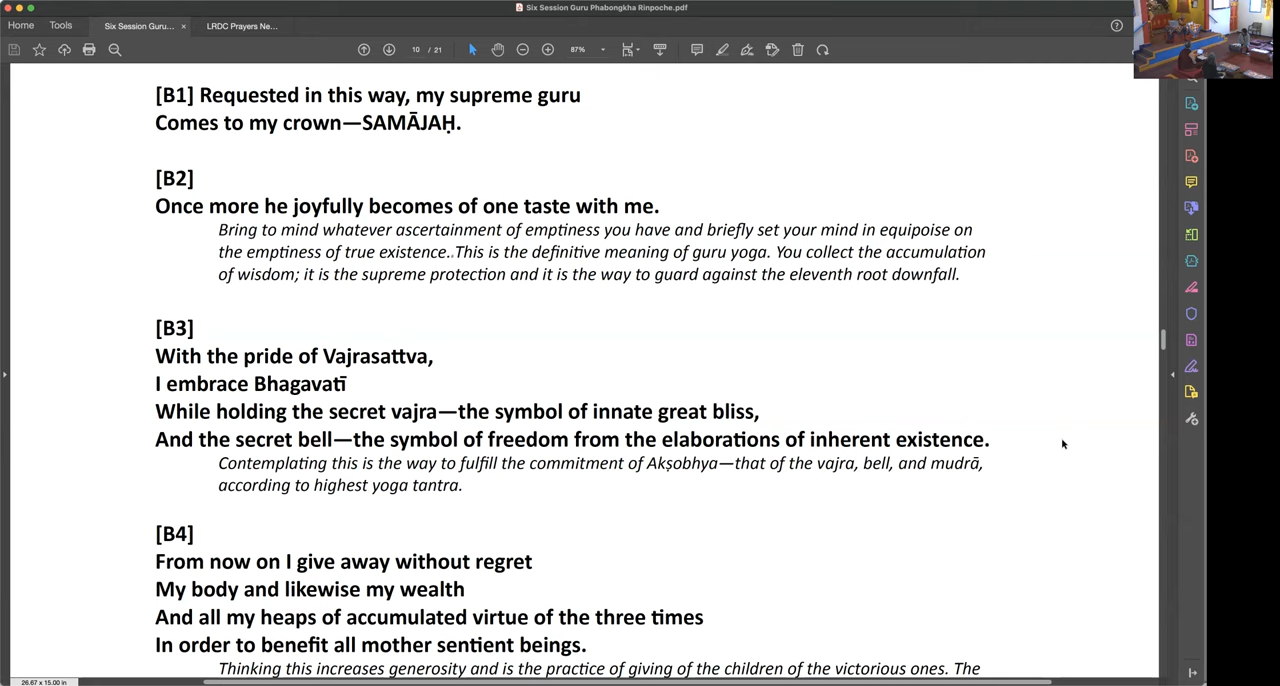 Six Session Guru Phabongkha Rinpoche.pdf
Home Tools Six Session Guru... × LRDC Prayers Ne...
10 / 21 87%
[B1] Requested in this way, my supreme guru
Comes to my crown—SAMĀJAḤ.
[B2]
Once more he joyfully becomes of one taste with me.
Bring to mind whatever ascertainment of emptiness you have and briefly set your mind in equipoise on
the emptiness of true existence. This is the definitive meaning of guru yoga. You collect the accumulation
of wisdom; it is the supreme protection and it is the way to guard against the eleventh root downfall.
[B3]
With the pride of Vajrasattva,
I embrace Bhagavatī
While holding the secret vajra—the symbol of innate great bliss,
And the secret bell—the symbol of freedom from the elaborations of inherent existence.
Contemplating this is the way to fulfill the commitment of Akṣobhya—that of the vajra, bell, and mudrā,
according to highest yoga tantra.
[B4]
From now on I give away without regret
My body and likewise my wealth
And all my heaps of accumulated virtue of the three times
In order to benefit all mother sentient beings.
Thinking this increases generosity and is the practice of giving of the children of the victorious ones. The
26.67 x 15.00 in